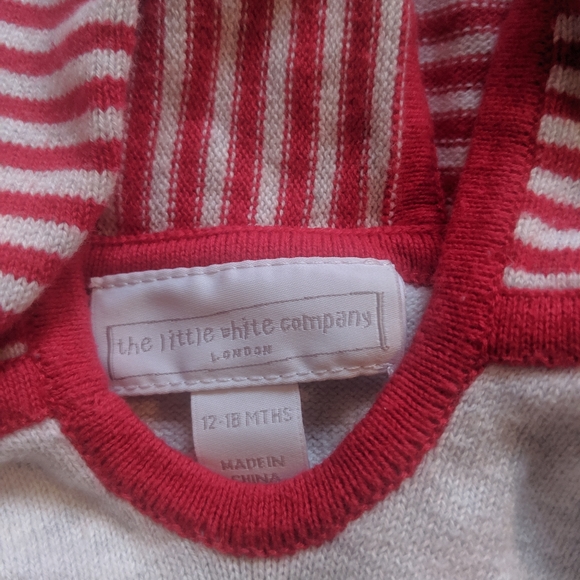 the little white company
LONDON
12-18 MTHS
MADE IN
CHINA